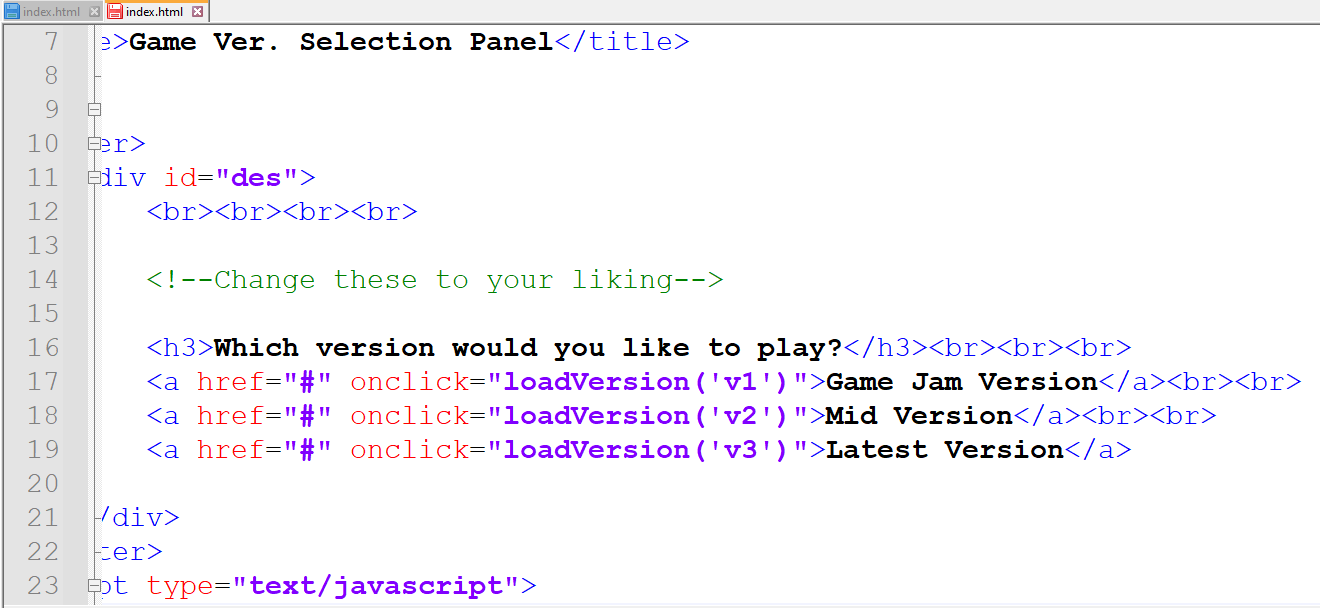 index.html index.html
7 e>Game Ver. Selection Panel</title>
8
9
10 er>
11 div id="des">
12 <br><br><br><br>
13
14 <!--Change these to your liking-->
15
16 <h3>Which version would you like to play?</h3><br><br><br>
17 <a href="#" onclick="loadVersion('v1')">Game Jam Version</a><br><br>
18 <a href="#" onclick="loadVersion('v2')">Mid Version</a><br><br>
19 <a href="#" onclick="loadVersion('v3')">Latest Version</a>
20
21 /div>
22 ter>
23 pt type="text/javascript">